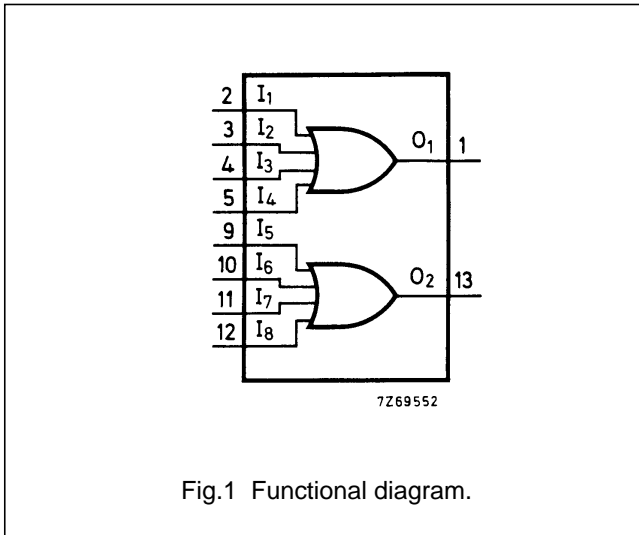 2 I1
3 I2
4 I3
5 I4
9 I5
10 I6
11 I7
12 I8
O1 1
O2 13
7Z69552
Fig.1 Functional diagram.